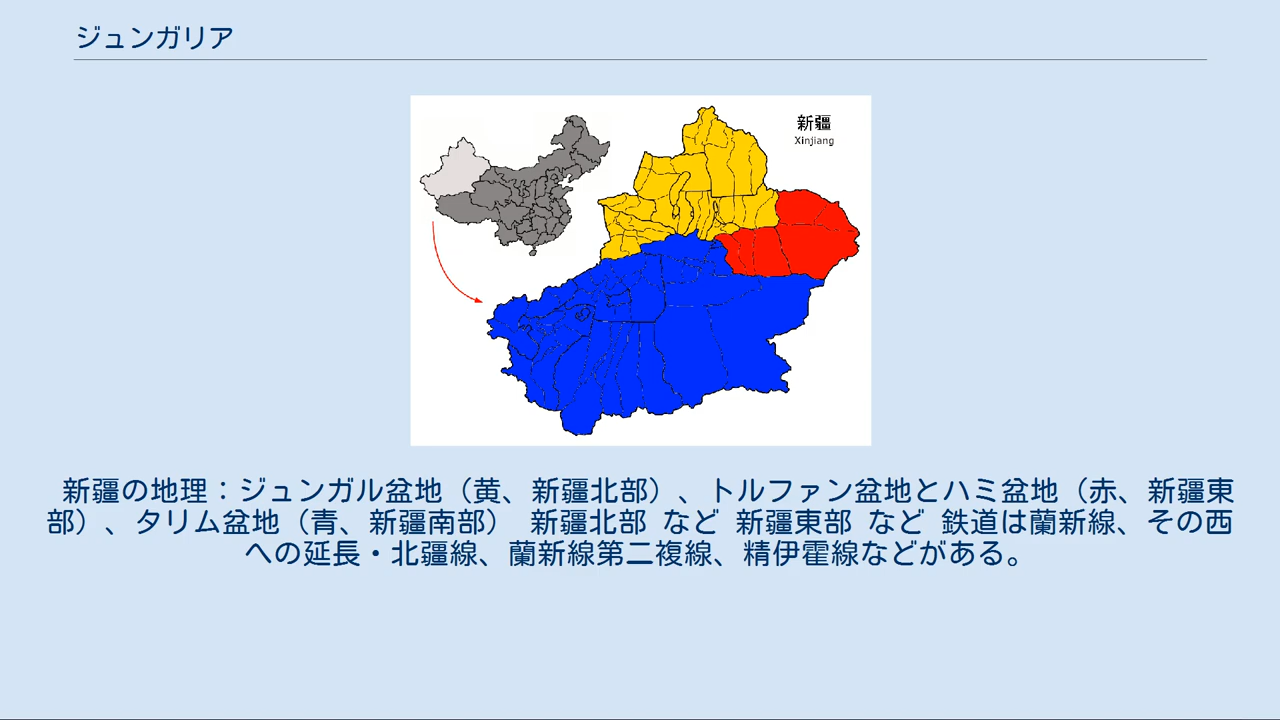 ジュンガリア
新疆
Xinjiang
新疆の地理：ジュンガル盆地（黄、新疆北部）、トルファン盆地とハミ盆地（赤、新疆東
部）、タリム盆地（青、新疆南部） 新疆北部 など 新疆東部 など 鉄道は蘭新線、その西
への延長・北疆線、蘭新線第二複線、精伊霍線などがある。